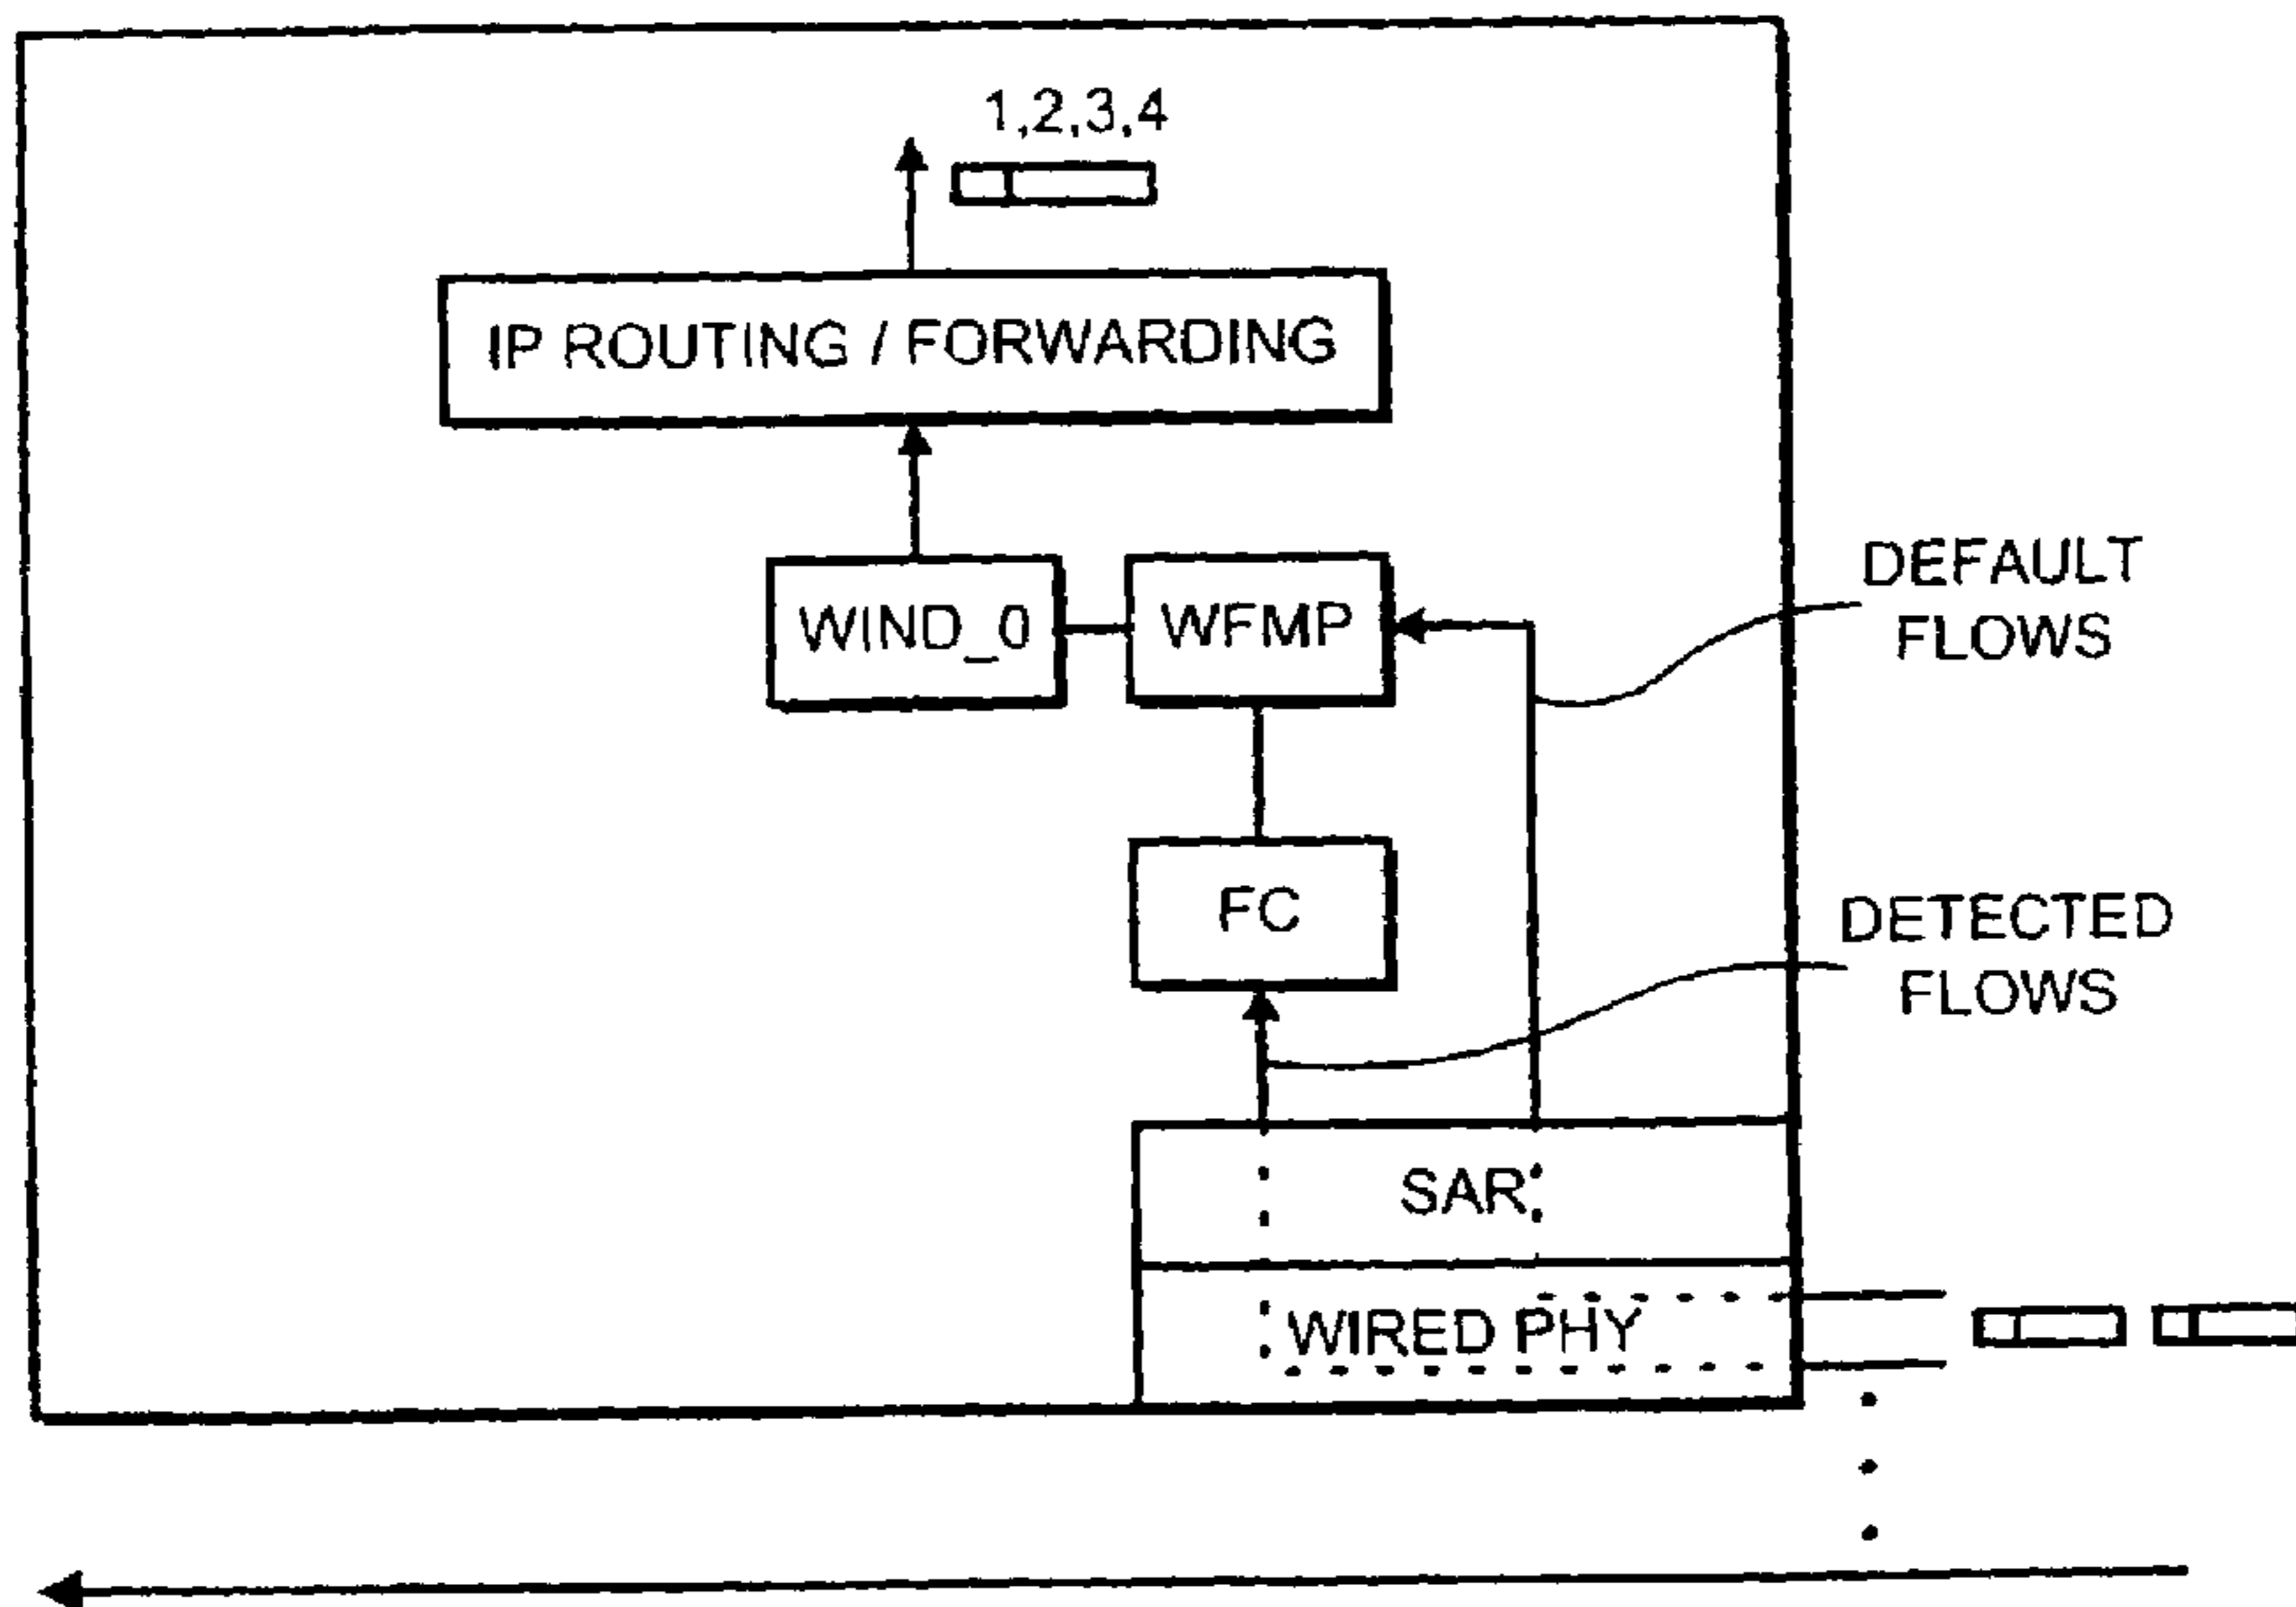 1,2,3,4
IP ROUTING / FORWARDING
WIND_0
WFMP
DEFAULT
FLOWS
FC
DETECTED
FLOWS
SAR
WIRED PHY